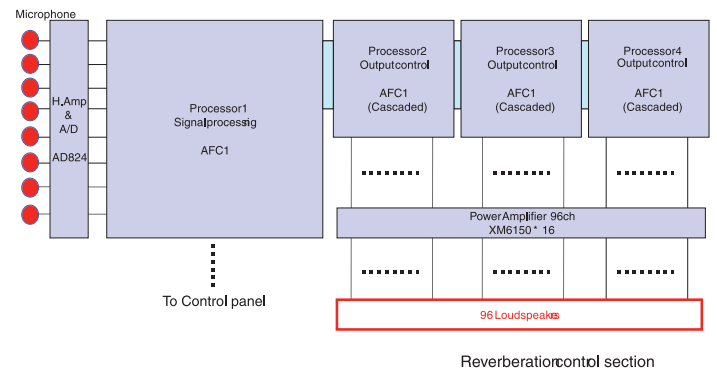 Microphone
H.Amp
&
A/D
AD824
Processor1
Signalprocessing
AFC1
Processor2
Outputcontrol
AFC1
(Cascaded)
Processor3
Outputcontrol
AFC1
(Cascaded)
Processor4
Outputcontrol
AFC1
(Cascaded)
PowerAmplifier 96ch
XM6150* 16
To Control panel
96 Loudspeakers
Reverberationcontrol section